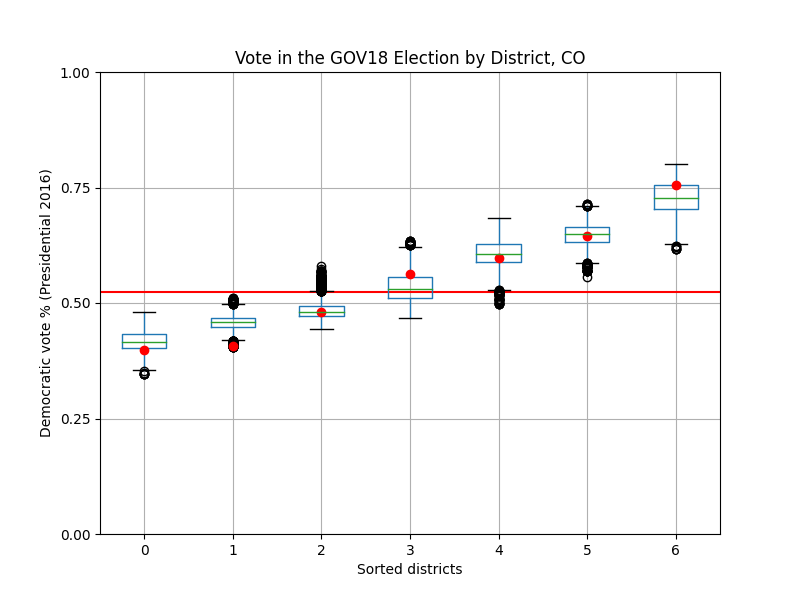 Vote in the GOV18 Election by District, CO
1.00
0.75
0.50
0.25
0.00
Democratic vote % (Presidential 2016)
0 1 2 3 4 5 6
Sorted districts